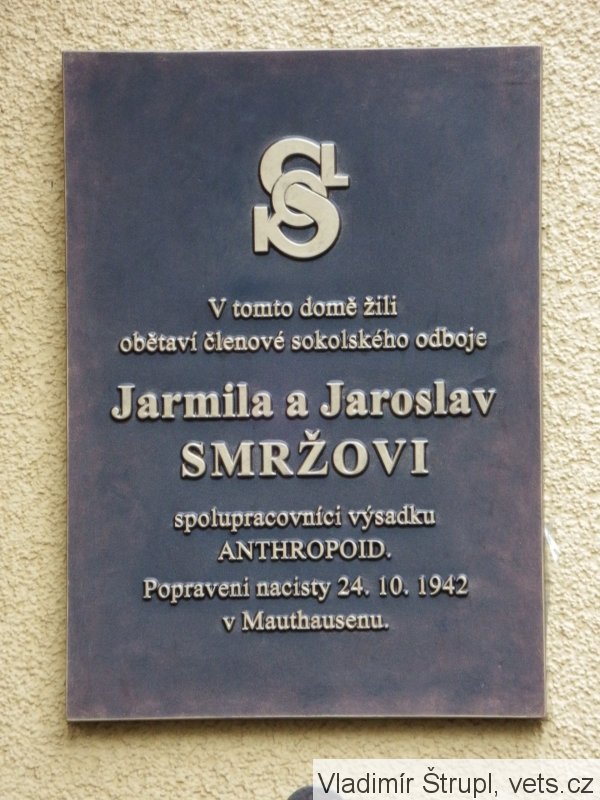 SOKL
V tomto domě žili
obětaví členové sokolského odboje
Jarmila a Jaroslav
SMRŽOVI
spolupracovníci výsadku
ANTHROPOID.
Popraveni nacisty 24. 10. 1942
v Mauthausenu.
Vladimír Štrupl, vets.cz